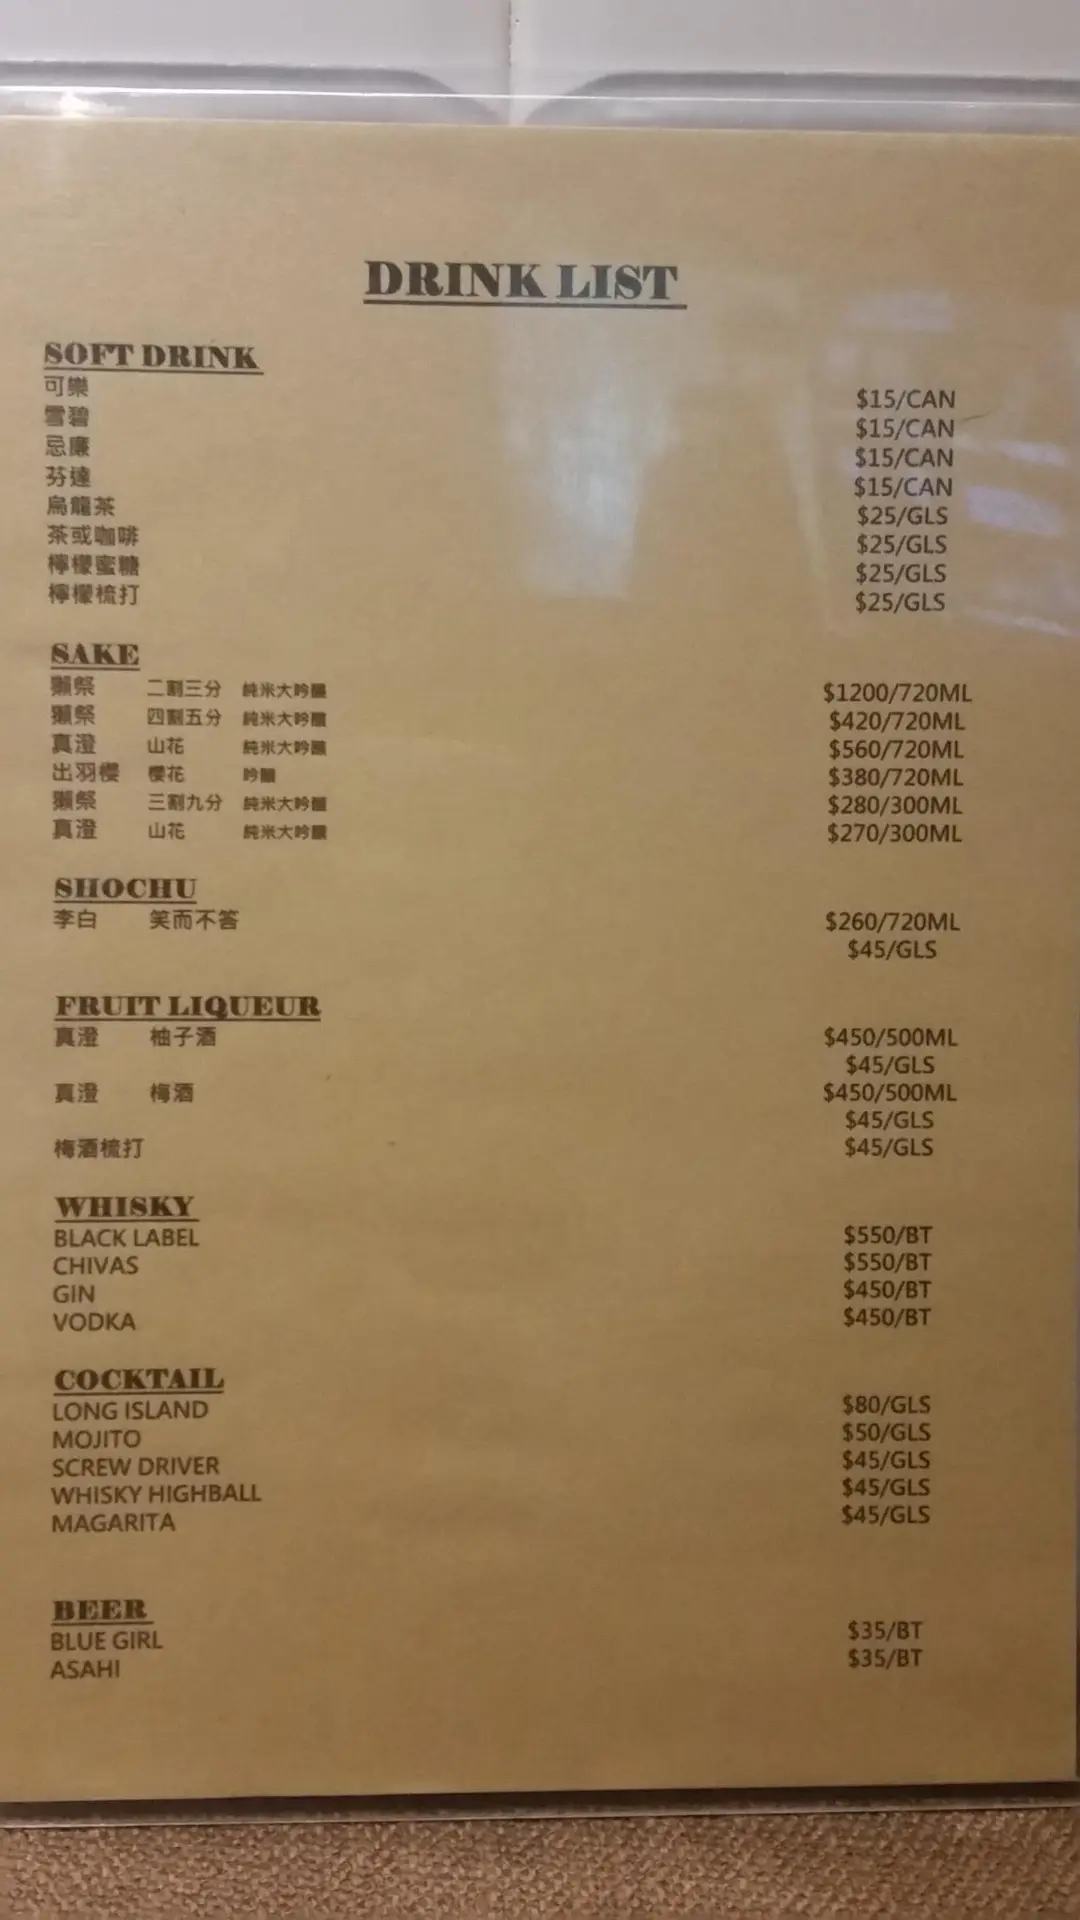 DRINK LIST
SOFT DRINK
可樂 $15/CAN
雪碧 $15/CAN
忌廉 $15/CAN
芬達 $15/CAN
烏龍茶 $25/GLS
茶或咖啡 $25/GLS
檸檬蜜糖 $25/GLS
檸檬梳打 $25/GLS
SAKE
獺祭 二割三分 純米大吟釀 $1200/720ML
獺祭 四割五分 純米大吟釀 $420/720ML
真澄 山花 純米大吟釀 $560/720ML
出羽櫻 櫻花 吟釀 $380/720ML
獺祭 三割九分 純米大吟釀 $280/300ML
真澄 山花 純米大吟釀 $270/300ML
SHOCHU
李白 笑而不答 $260/720ML
$45/GLS
FRUIT LIQUEUR
真澄 柚子酒 $450/500ML
$45/GLS
真澄 梅酒 $450/500ML
$45/GLS
梅酒梳打 $45/GLS
WHISKY
BLACK LABEL $550/BT
CHIVAS $550/BT
GIN $450/BT
VODKA $450/BT
COCKTAIL
LONG ISLAND $80/GLS
MOJITO $50/GLS
SCREW DRIVER $45/GLS
WHISKY HIGHBALL $45/GLS
MAGARITA $45/GLS
BEER
BLUE GIRL $35/BT
ASAHI $35/BT